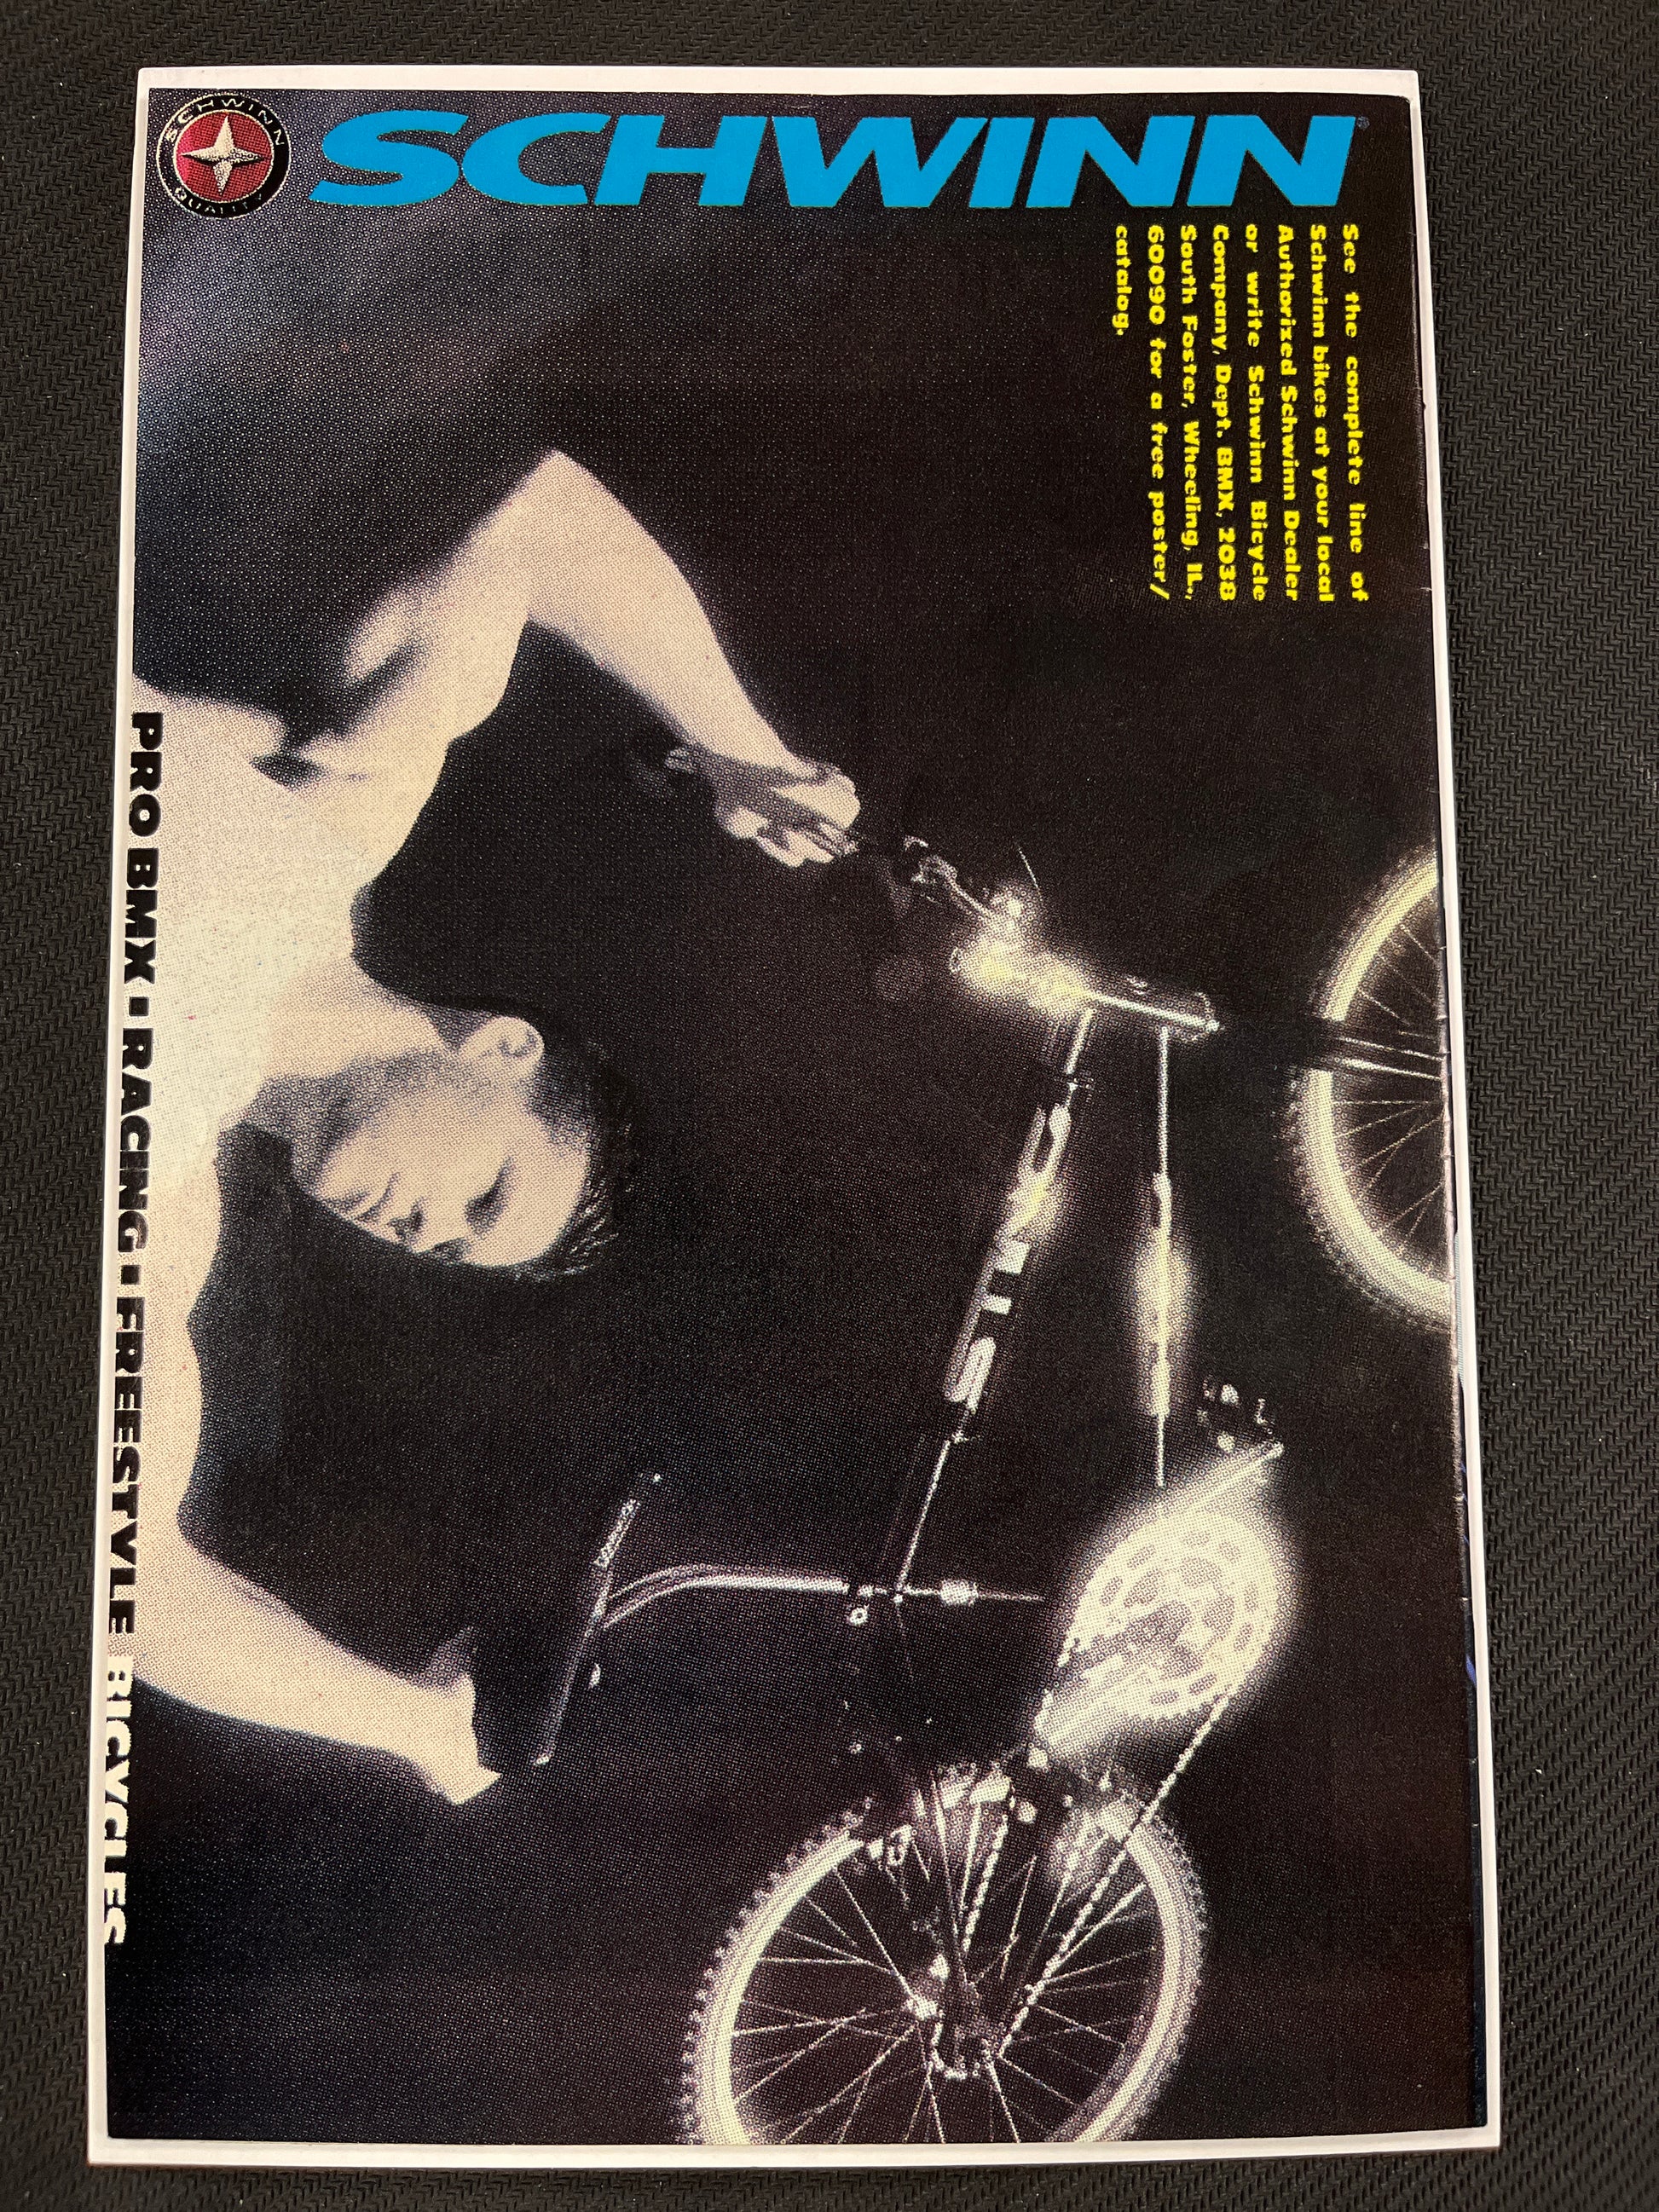 SCHWINN
QUALITY
SCHWINN®
See the complete line of
Schwinn bikes at your local
Authorized Schwinn Dealer
or write Schwinn Bicycle
Company, Dept. BMX, 2038
South Foster, Wheeling, IL.,
60090 for a free poster/
catalog.
PRO BMX ▪ RACING ▪ FREESTYLE BICYCLES